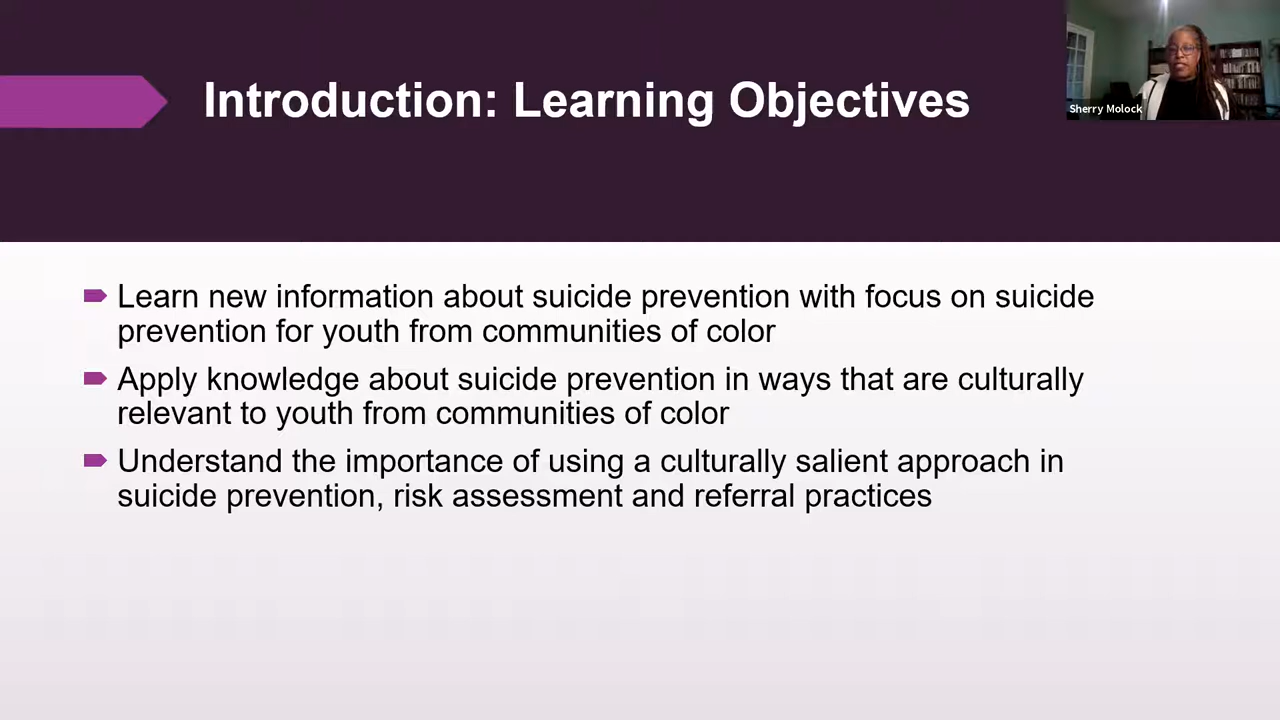 Introduction: Learning Objectives
Sherry Molock
Learn new information about suicide prevention with focus on suicide
prevention for youth from communities of color
Apply knowledge about suicide prevention in ways that are culturally
relevant to youth from communities of color
Understand the importance of using a culturally salient approach in
suicide prevention, risk assessment and referral practices